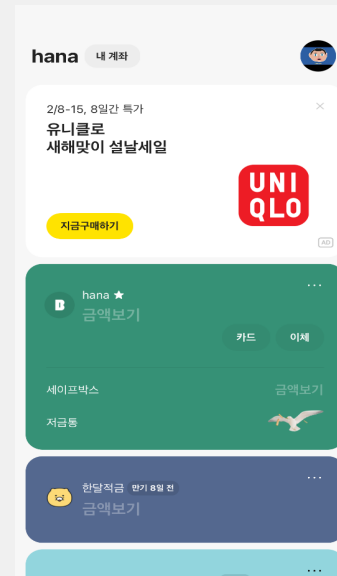 hana 내 계좌
2/8-15, 8일간 특가
유니클로
새해맞이 설날세일
UNI
QLO
지금구매하기
AD
B hana ★
금액보기
카드 이체
세이프박스 금액보기
저금통
한달적금 만기 8일 전
금액보기